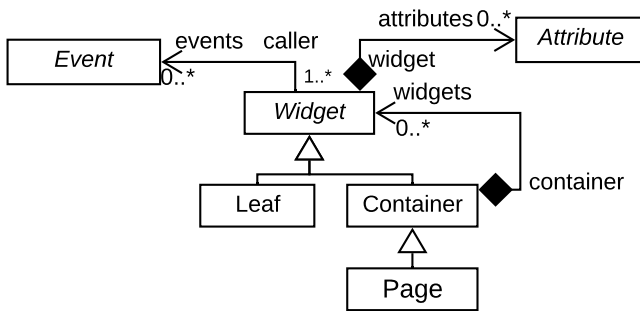 attributes 0..*
Attribute
events
caller
Event
0..*
1..*
widget
Widget
widgets
0..*
container
Leaf
Container
Page